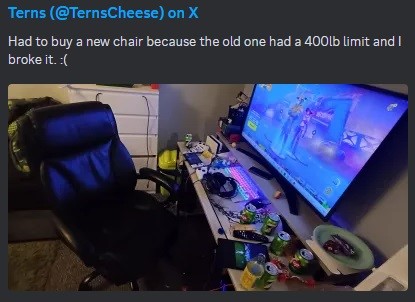 Terns (@TernsCheese) on X
Had to buy a new chair because the old one had a 400lb limit and I
broke it. :(